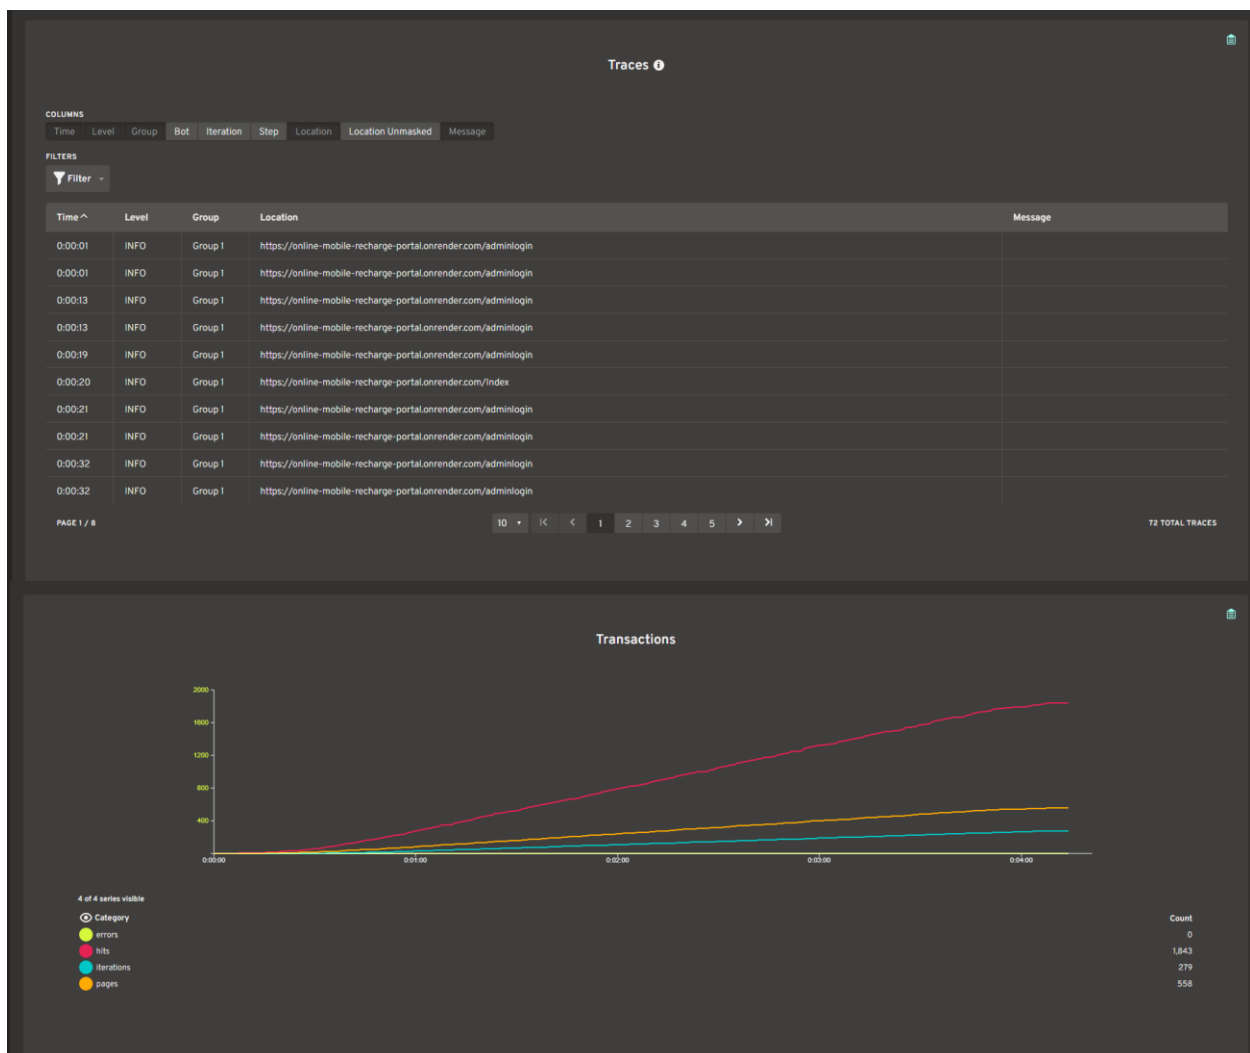 Traces
COLUMNS
Time Level Group Bot Iteration Step Location Location Unmasked Message
FILTERS
Filter
Time Level Group Location Message
0:00:01 INFO Group 1 https://online-mobile-recharge-portal.onrender.com/adminlogin
0:00:01 INFO Group 1 https://online-mobile-recharge-portal.onrender.com/adminlogin
0:00:13 INFO Group 1 https://online-mobile-recharge-portal.onrender.com/adminlogin
0:00:13 INFO Group 1 https://online-mobile-recharge-portal.onrender.com/adminlogin
0:00:19 INFO Group 1 https://online-mobile-recharge-portal.onrender.com/adminlogin
0:00:20 INFO Group 1 https://online-mobile-recharge-portal.onrender.com/Index
0:00:21 INFO Group 1 https://online-mobile-recharge-portal.onrender.com/adminlogin
0:00:21 INFO Group 1 https://online-mobile-recharge-portal.onrender.com/adminlogin
0:00:32 INFO Group 1 https://online-mobile-recharge-portal.onrender.com/adminlogin
0:00:32 INFO Group 1 https://online-mobile-recharge-portal.onrender.com/adminlogin
PAGE 1 / 8 10 1 2 3 4 5 72 TOTAL TRACES
Transactions
2000
1600
1200
800
400
0:00:00 0:01:00 0:02:00 0:03:00 0:04:00
4 of 4 series visible
Category Count
errors 0
hits 1,843
iterations 279
pages 558